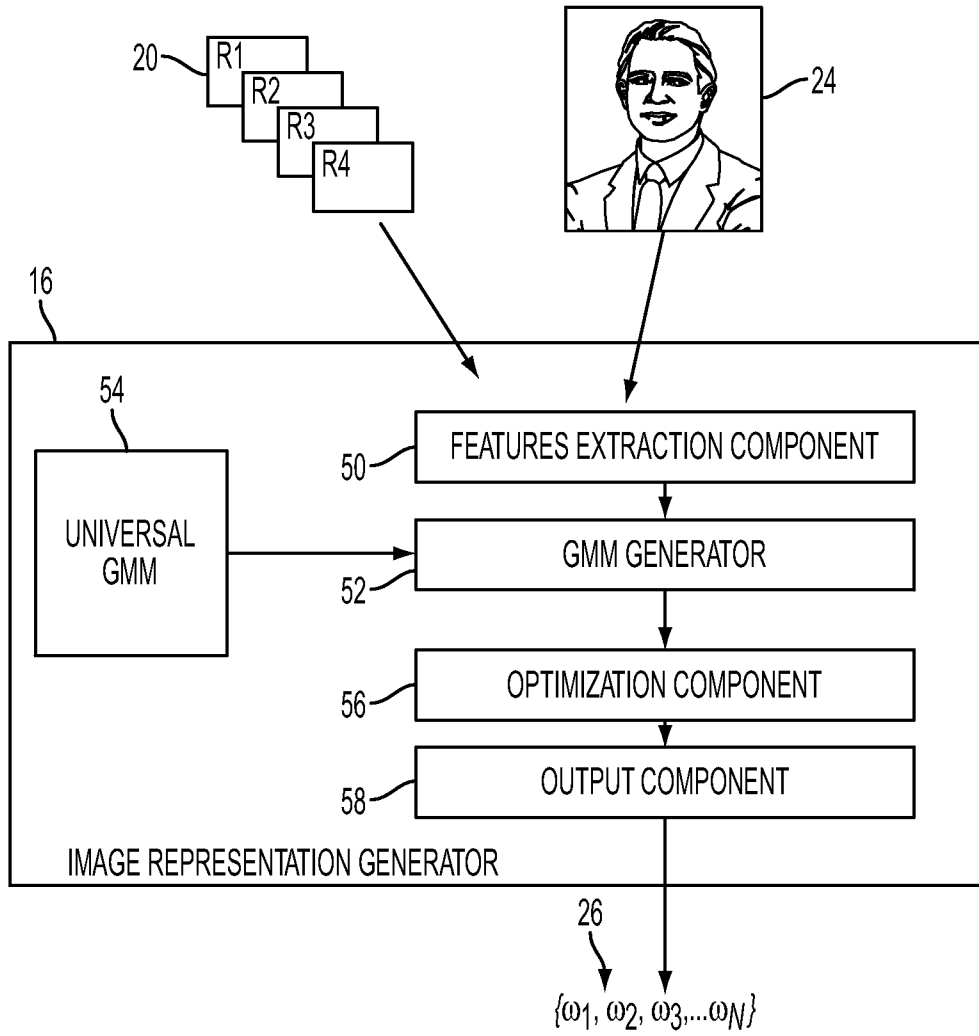 20
R1
R2
R3
R4
24
16
54
UNIVERSAL
GMM
50
FEATURES EXTRACTION COMPONENT
52
GMM GENERATOR
56
OPTIMIZATION COMPONENT
58
OUTPUT COMPONENT
IMAGE REPRESENTATION GENERATOR
26
{ω1, ω2, ω3,...ωN}